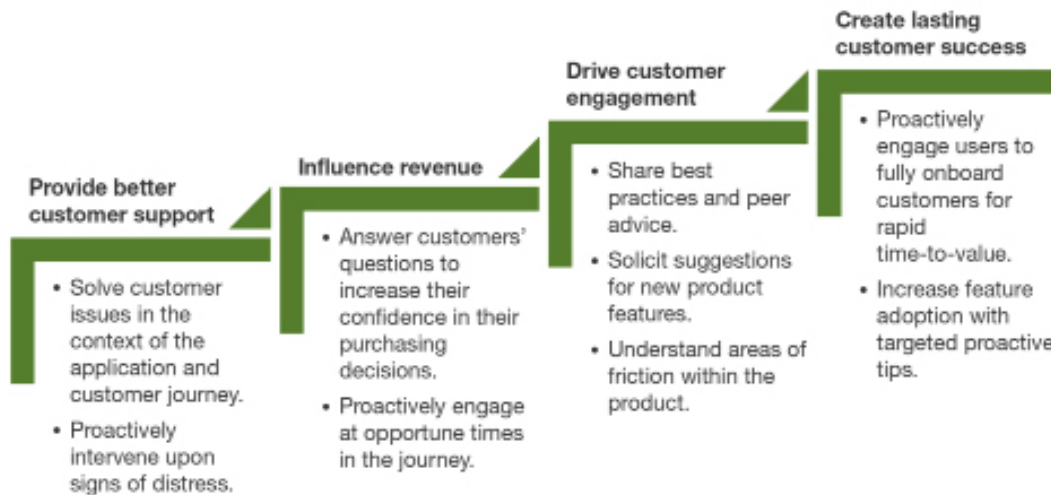 Provide better
customer support
• Solve customer
issues in the
context of the
application and
customer journey.
• Proactively
intervene upon
signs of distress.
Influence revenue
• Answer customers’
questions to
increase their
confidence in their
purchasing
decisions.
• Proactively engage
at opportune times
in the journey.
Drive customer
engagement
• Share best
practices and peer
advice.
• Solicit suggestions
for new product
features.
• Understand areas of
friction within the
product.
Create lasting
customer success
• Proactively
engage users to
fully onboard
customers for
rapid
time-to-value.
• Increase feature
adoption with
targeted proactive
tips.